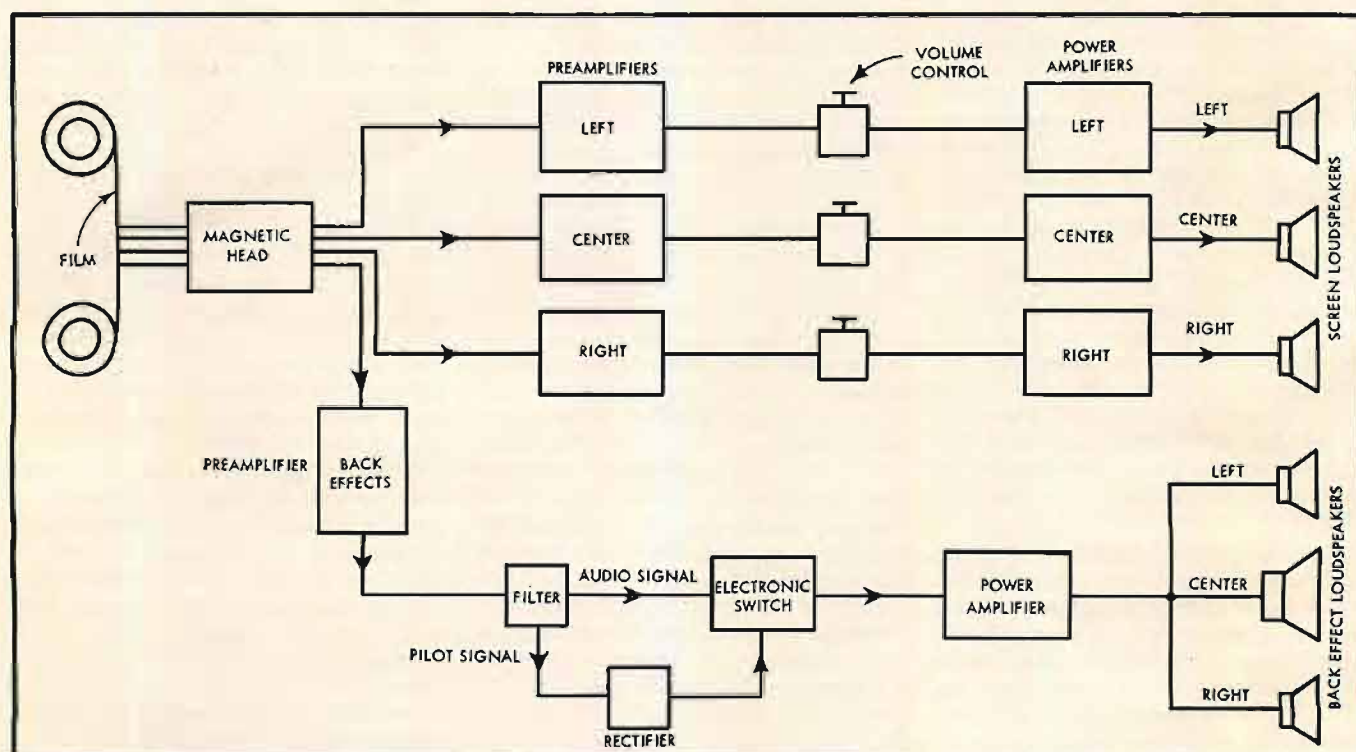 VOLUME
CONTROL
POWER
AMPLIFIERS
PREAMPLIFIERS
LEFT
LEFT
LEFT
FILM
MAGNETIC
HEAD
CENTER
CENTER
CENTER
RIGHT
RIGHT
RIGHT
SCREEN LOUDSPEAKERS
PREAMPLIFIER
BACK
EFFECTS
LEFT
FILTER
AUDIO SIGNAL
ELECTRONIC
SWITCH
POWER
AMPLIFIER
CENTER
PILOT SIGNAL
RECTIFIER
RIGHT
BACK EFFECT LOUDSPEAKERS